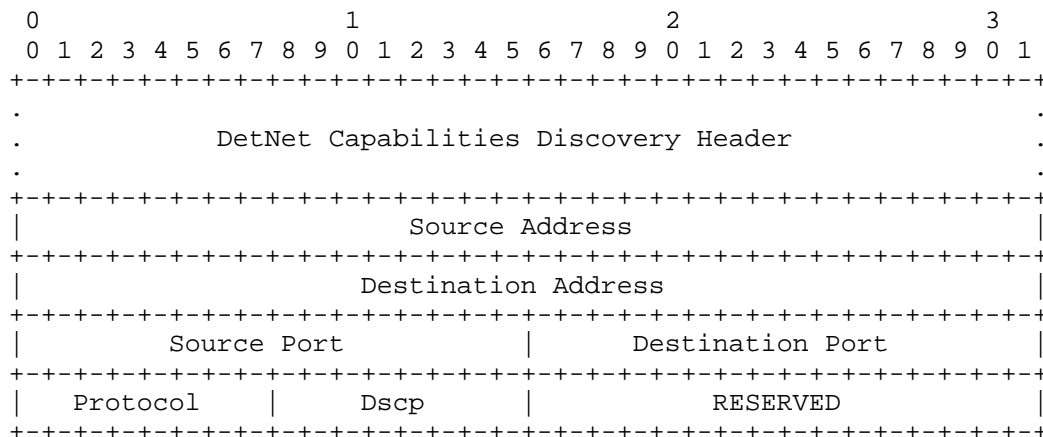 0                   1                   2                   3
 0 1 2 3 4 5 6 7 8 9 0 1 2 3 4 5 6 7 8 9 0 1 2 3 4 5 6 7 8 9 0 1
+-+-+-+-+-+-+-+-+-+-+-+-+-+-+-+-+-+-+-+-+-+-+-+-+-+-+-+-+-+-+-+-+
.                                                               .
.            DetNet Capabilities Discovery Header               .
.                                                               .
+-+-+-+-+-+-+-+-+-+-+-+-+-+-+-+-+-+-+-+-+-+-+-+-+-+-+-+-+-+-+-+-+
|                        Source Address                         |
+-+-+-+-+-+-+-+-+-+-+-+-+-+-+-+-+-+-+-+-+-+-+-+-+-+-+-+-+-+-+-+-+
|                     Destination Address                       |
+-+-+-+-+-+-+-+-+-+-+-+-+-+-+-+-+-+-+-+-+-+-+-+-+-+-+-+-+-+-+-+-+
|         Source Port           |      Destination Port         |
+-+-+-+-+-+-+-+-+-+-+-+-+-+-+-+-+-+-+-+-+-+-+-+-+-+-+-+-+-+-+-+-+
|   Protocol    |     Dscp      |           RESERVED            |
+-+-+-+-+-+-+-+-+-+-+-+-+-+-+-+-+-+-+-+-+-+-+-+-+-+-+-+-+-+-+-+-+